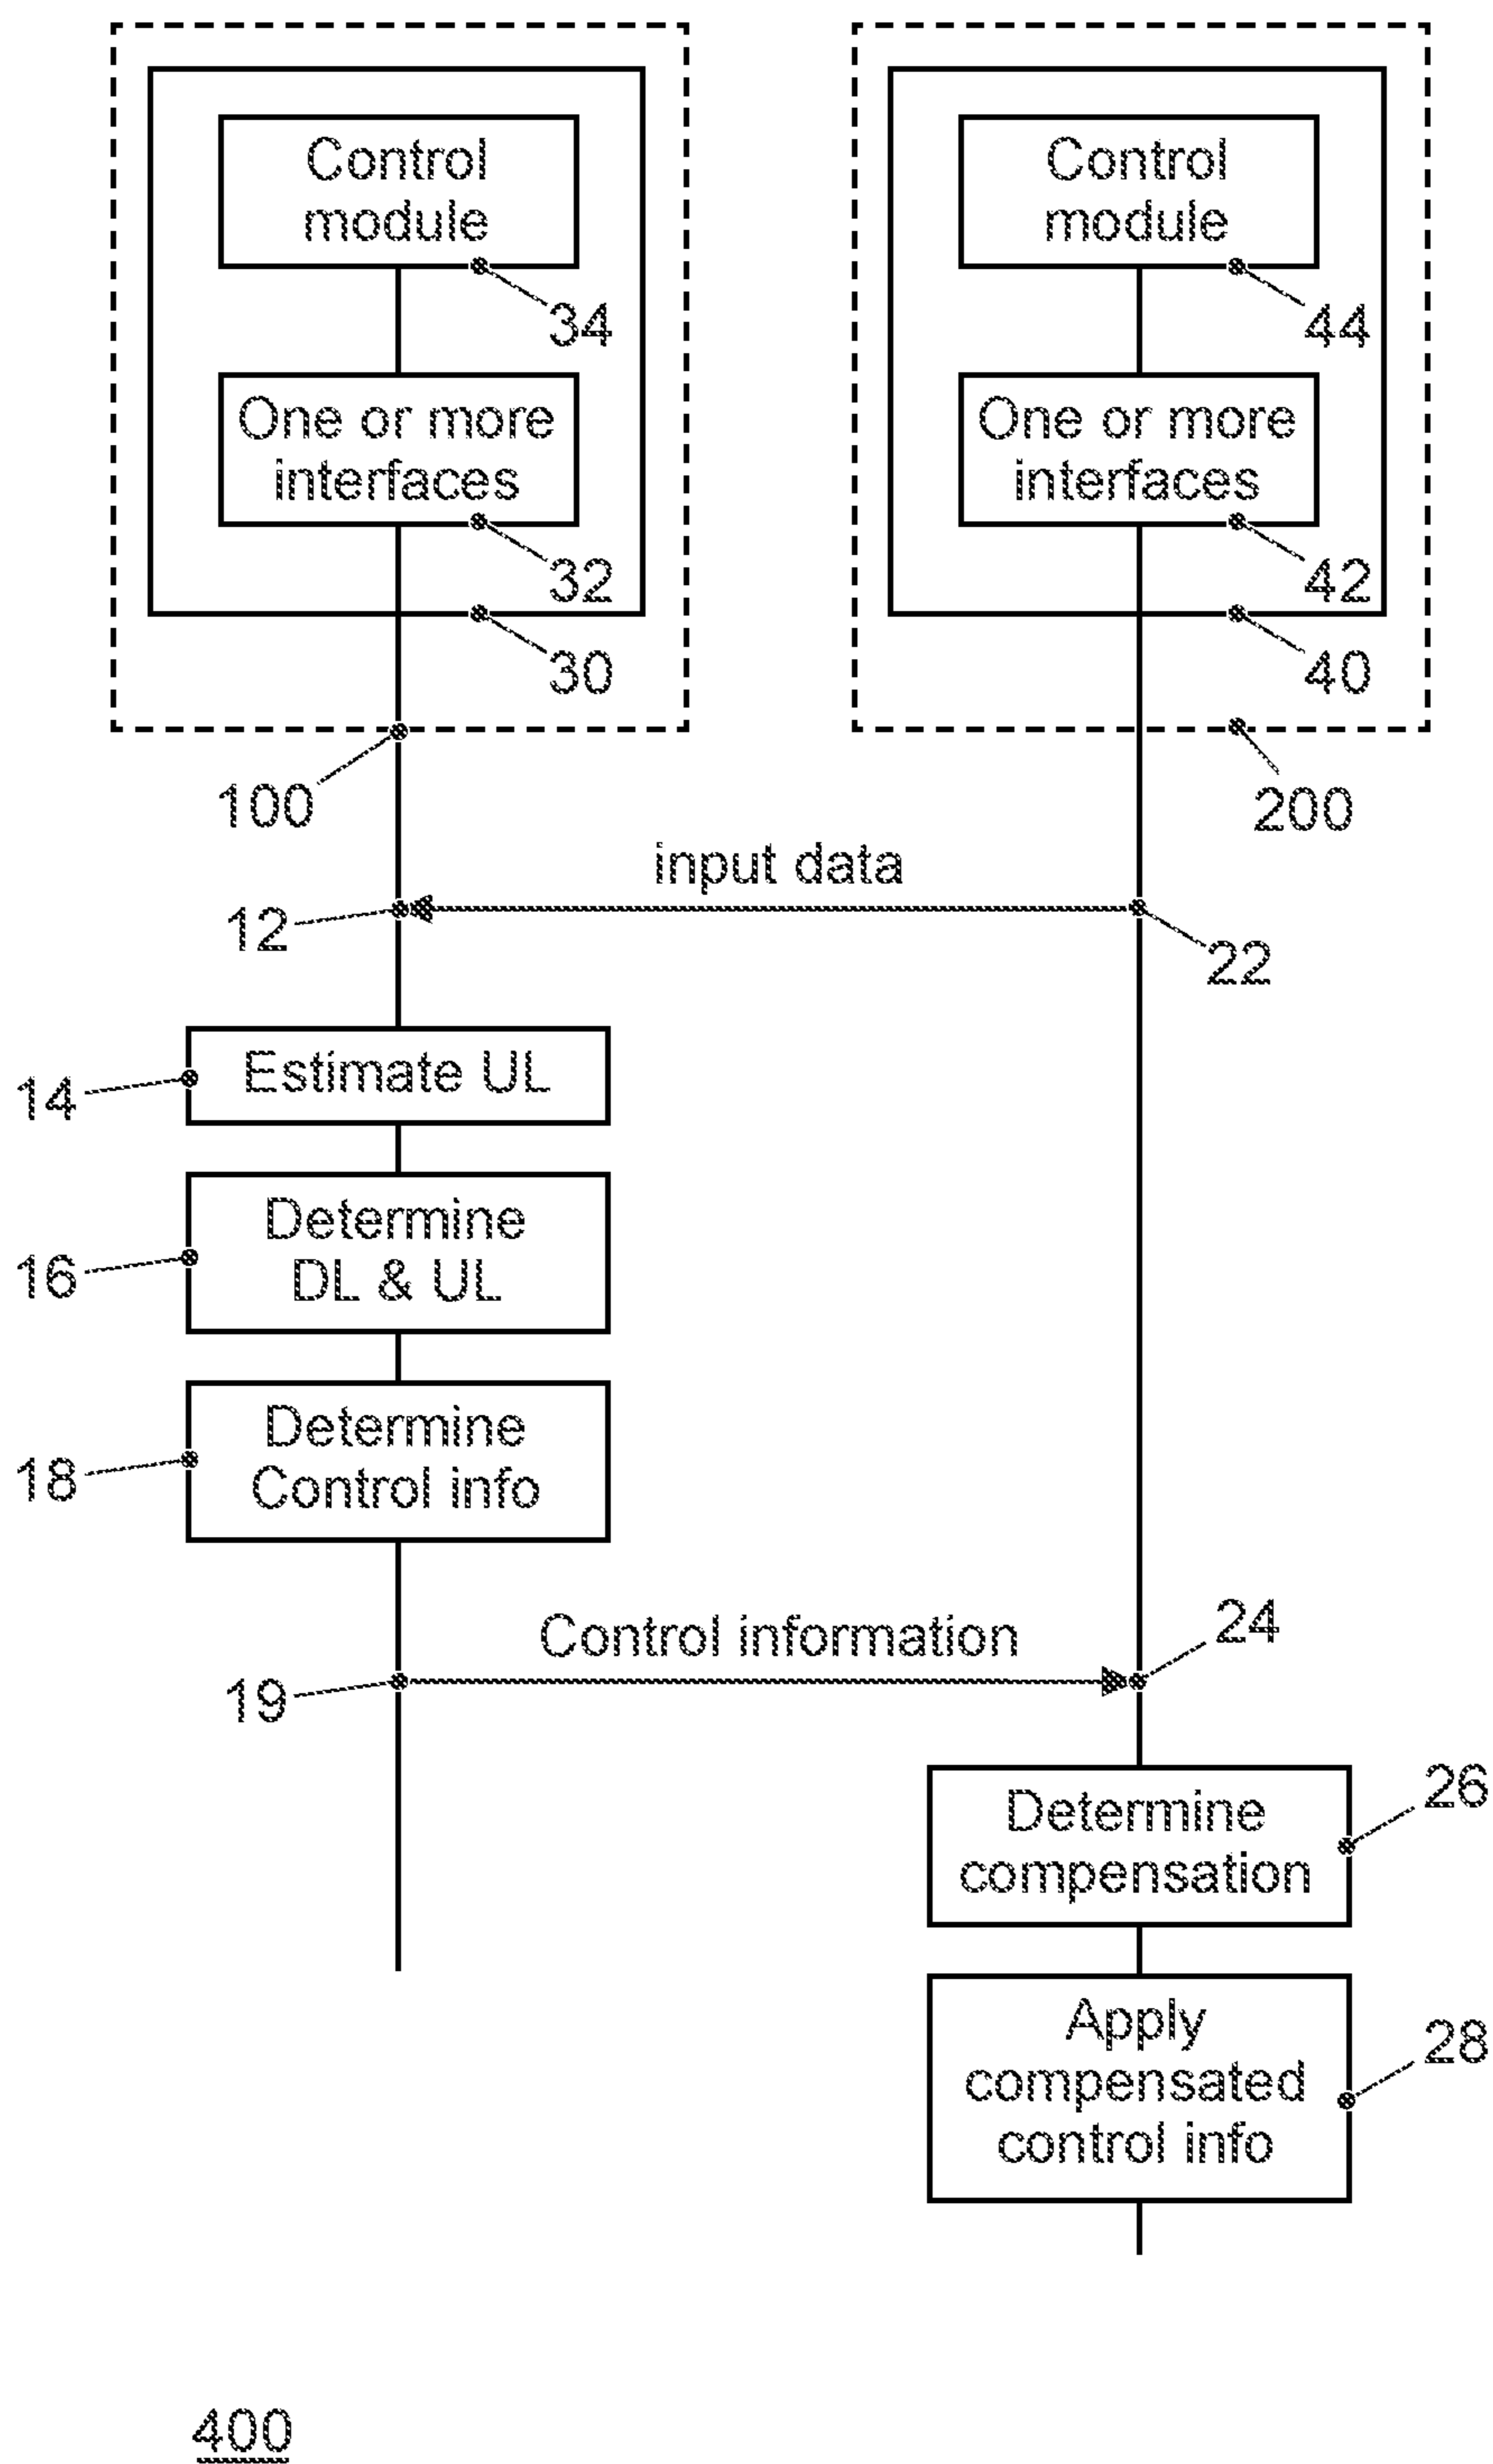 Control
module
34
One or more
interfaces
32
30
100
Control
module
44
One or more
interfaces
42
40
200
input data
12
22
Estimate UL
14
Determine
DL & UL
16
Determine
Control info
18
Control information
19
24
Determine
compensation
26
Apply
compensated
control info
28
400